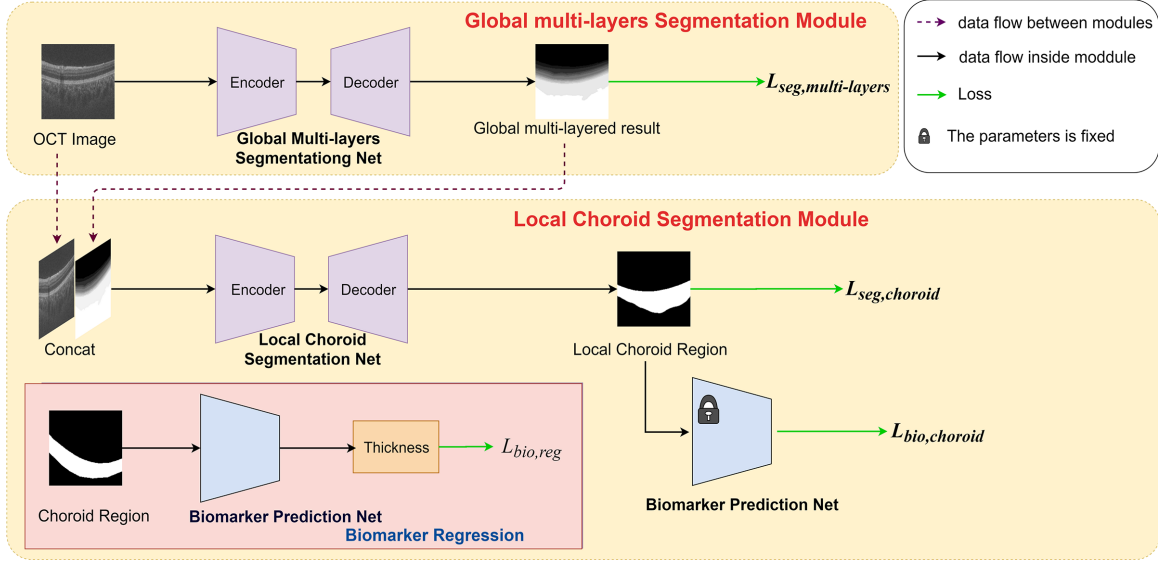 Global multi-layers Segmentation Module
Encoder
Decoder
L_seg,multi-layers
OCT Image
Global Multi-layers
Segmentationg Net
Global multi-layered result
data flow between modules
data flow inside moddule
Loss
The parameters is fixed
Local Choroid Segmentation Module
Encoder
Decoder
L_seg,choroid
Concat
Local Choroid
Segmentation Net
Local Choroid Region
Thickness
L_bio,reg
Choroid Region
Biomarker Prediction Net
Biomarker Regression
L_bio,choroid
Biomarker Prediction Net